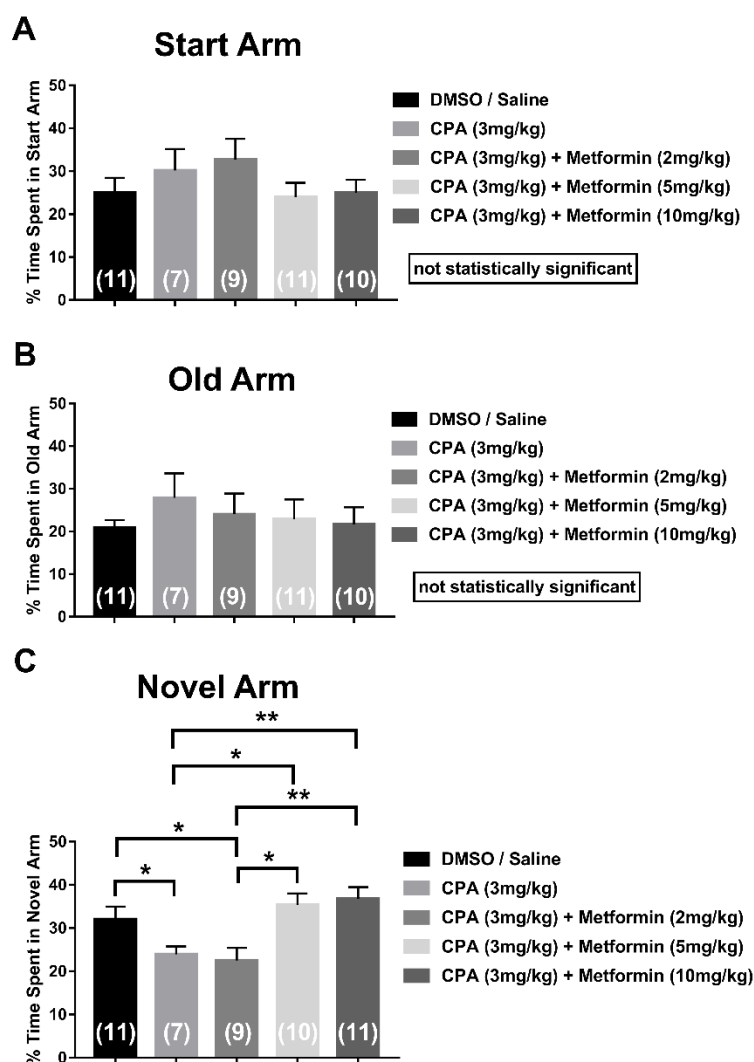 A
Start Arm
% Time Spent in Start Arm
50
40
30
20
10
0
(11) (7) (9) (11) (10)
DMSO / Saline
CPA (3mg/kg)
CPA (3mg/kg) + Metformin (2mg/kg)
CPA (3mg/kg) + Metformin (5mg/kg)
CPA (3mg/kg) + Metformin (10mg/kg)
not statistically significant
B
Old Arm
% Time Spent in Old Arm
50
40
30
20
10
0
(11) (7) (9) (11) (10)
DMSO / Saline
CPA (3mg/kg)
CPA (3mg/kg) + Metformin (2mg/kg)
CPA (3mg/kg) + Metformin (5mg/kg)
CPA (3mg/kg) + Metformin (10mg/kg)
not statistically significant
C
Novel Arm
**
*
**
*
*
*
% Time Spent in Novel Arm
50
40
30
20
10
0
(11) (7) (9) (10) (11)
DMSO / Saline
CPA (3mg/kg)
CPA (3mg/kg) + Metformin (2mg/kg)
CPA (3mg/kg) + Metformin (5mg/kg)
CPA (3mg/kg) + Metformin (10mg/kg)